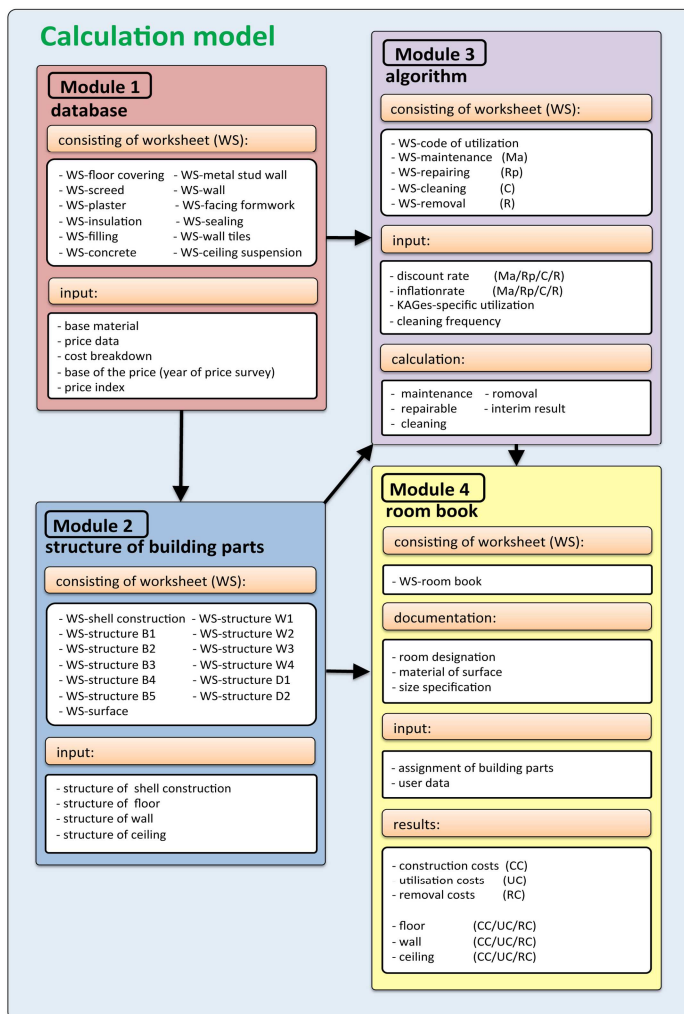 Calculation model
Module 1
database
consisting of worksheet (WS):
- WS-floor covering - WS-metal stud wall
- WS-screed - WS-wall
- WS-plaster - WS-facing formwork
- WS-insulation - WS-sealing
- WS-filling - WS-wall tiles
- WS-concrete - WS-ceiling suspension
input:
- base material
- price data
- cost breakdown
- base of the price (year of price survey)
- price index
Module 2
structure of building parts
consisting of worksheet (WS):
- WS-shell construction - WS-structure W1
- WS-structure B1 - WS-structure W2
- WS-structure B2 - WS-structure W3
- WS-structure B3 - WS-structure W4
- WS-structure B4 - WS-structure D1
- WS-structure B5 - WS-structure D2
- WS-surface
input:
- structure of shell construction
- structure of floor
- structure of wall
- structure of ceiling
Module 3
algorithm
consisting of worksheet (WS):
- WS-code of utilization
- WS-maintenance (Ma)
- WS-repairing (Rp)
- WS-cleaning (C)
- WS-removal (R)
input:
- discount rate (Ma/Rp/C/R)
- inflationrate (Ma/Rp/C/R)
- KAGes-specific utilization
- cleaning frequency
calculation:
- maintenance - romoval
- repairable - interim result
- cleaning
Module 4
room book
consisting of worksheet (WS):
- WS-room book
documentation:
- room designation
- material of surface
- size specification
input:
- assignment of building parts
- user data
results:
- construction costs (CC)
utilisation costs (UC)
- removal costs (RC)
- floor (CC/UC/RC)
- wall (CC/UC/RC)
- ceiling (CC/UC/RC)